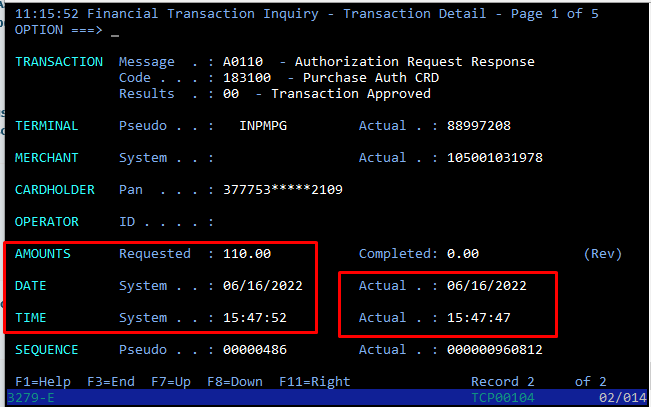 11:15:52 Financial Transaction Inquiry - Transaction Detail - Page 1 of 5
OPTION ===> _
TRANSACTION Message . : A0110 - Authorization Request Response
Code . . . : 183100 - Purchase Auth CRD
Results . : 00 - Transaction Approved
TERMINAL Pseudo . . : INPMPG Actual . : 88997208
MERCHANT System . . : Actual . : 105001031978
CARDHOLDER Pan . . . : 377753*****2109
OPERATOR ID . . . . :
AMOUNTS Requested : 110.00 Completed: 0.00 (Rev)
DATE System . . : 06/16/2022 Actual . : 06/16/2022
TIME System . . : 15:47:52 Actual . : 15:47:47
SEQUENCE Pseudo . . : 00000486 Actual . : 000000960812
F1=Help F3=End F7=Up F8=Down F11=Right Record 2 of 2
3279-E TCP00104 02/014